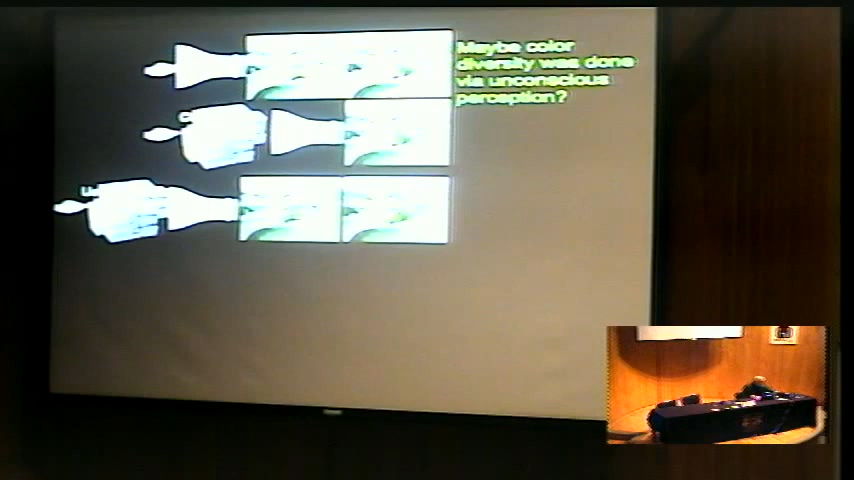 Maybe color
diversity was done
via unconscious
perception?